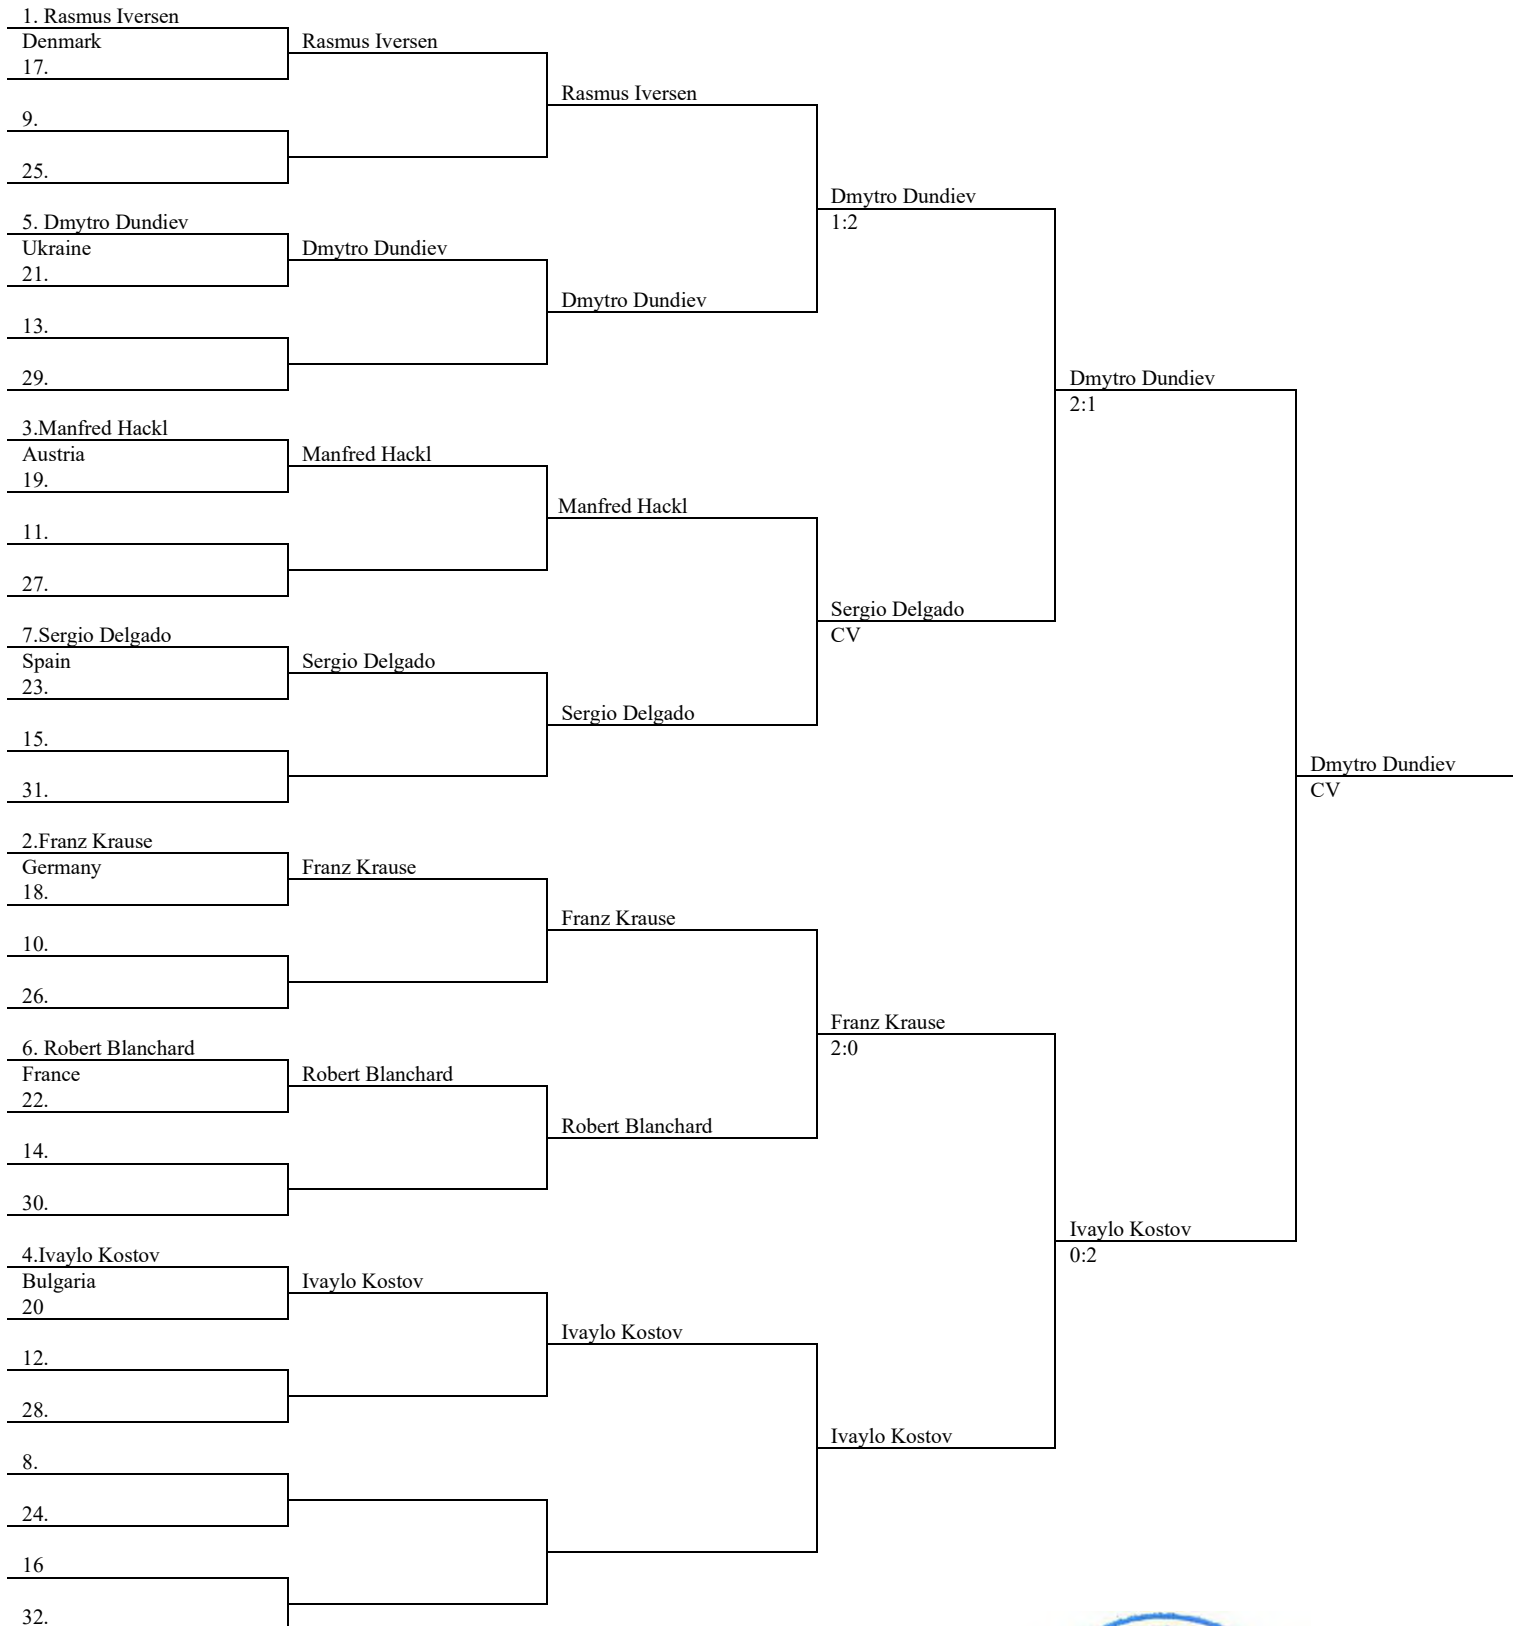 1. Rasmus Iversen
Denmark
17.
9.
25.
5. Dmytro Dundiev
Ukraine
21.
13.
29.
3.Manfred Hackl
Austria
19.
11.
27.
7.Sergio Delgado
Spain
23.
15.
31.
2.Franz Krause
Germany
18.
10.
26.
6. Robert Blanchard
France
22.
14.
30.
4.Ivaylo Kostov
Bulgaria
20
12.
28.
8.
24.
16
32.
Rasmus Iversen
Dmytro Dundiev
Manfred Hackl
Sergio Delgado
Franz Krause
Robert Blanchard
Ivaylo Kostov
Rasmus Iversen
Dmytro Dundiev
Manfred Hackl
Sergio Delgado
Franz Krause
Robert Blanchard
Ivaylo Kostov
Dmytro Dundiev
1:2
Sergio Delgado
CV
Franz Krause
2:0
Ivaylo Kostov
Dmytro Dundiev
2:1
Ivaylo Kostov
0:2
Dmytro Dundiev
CV